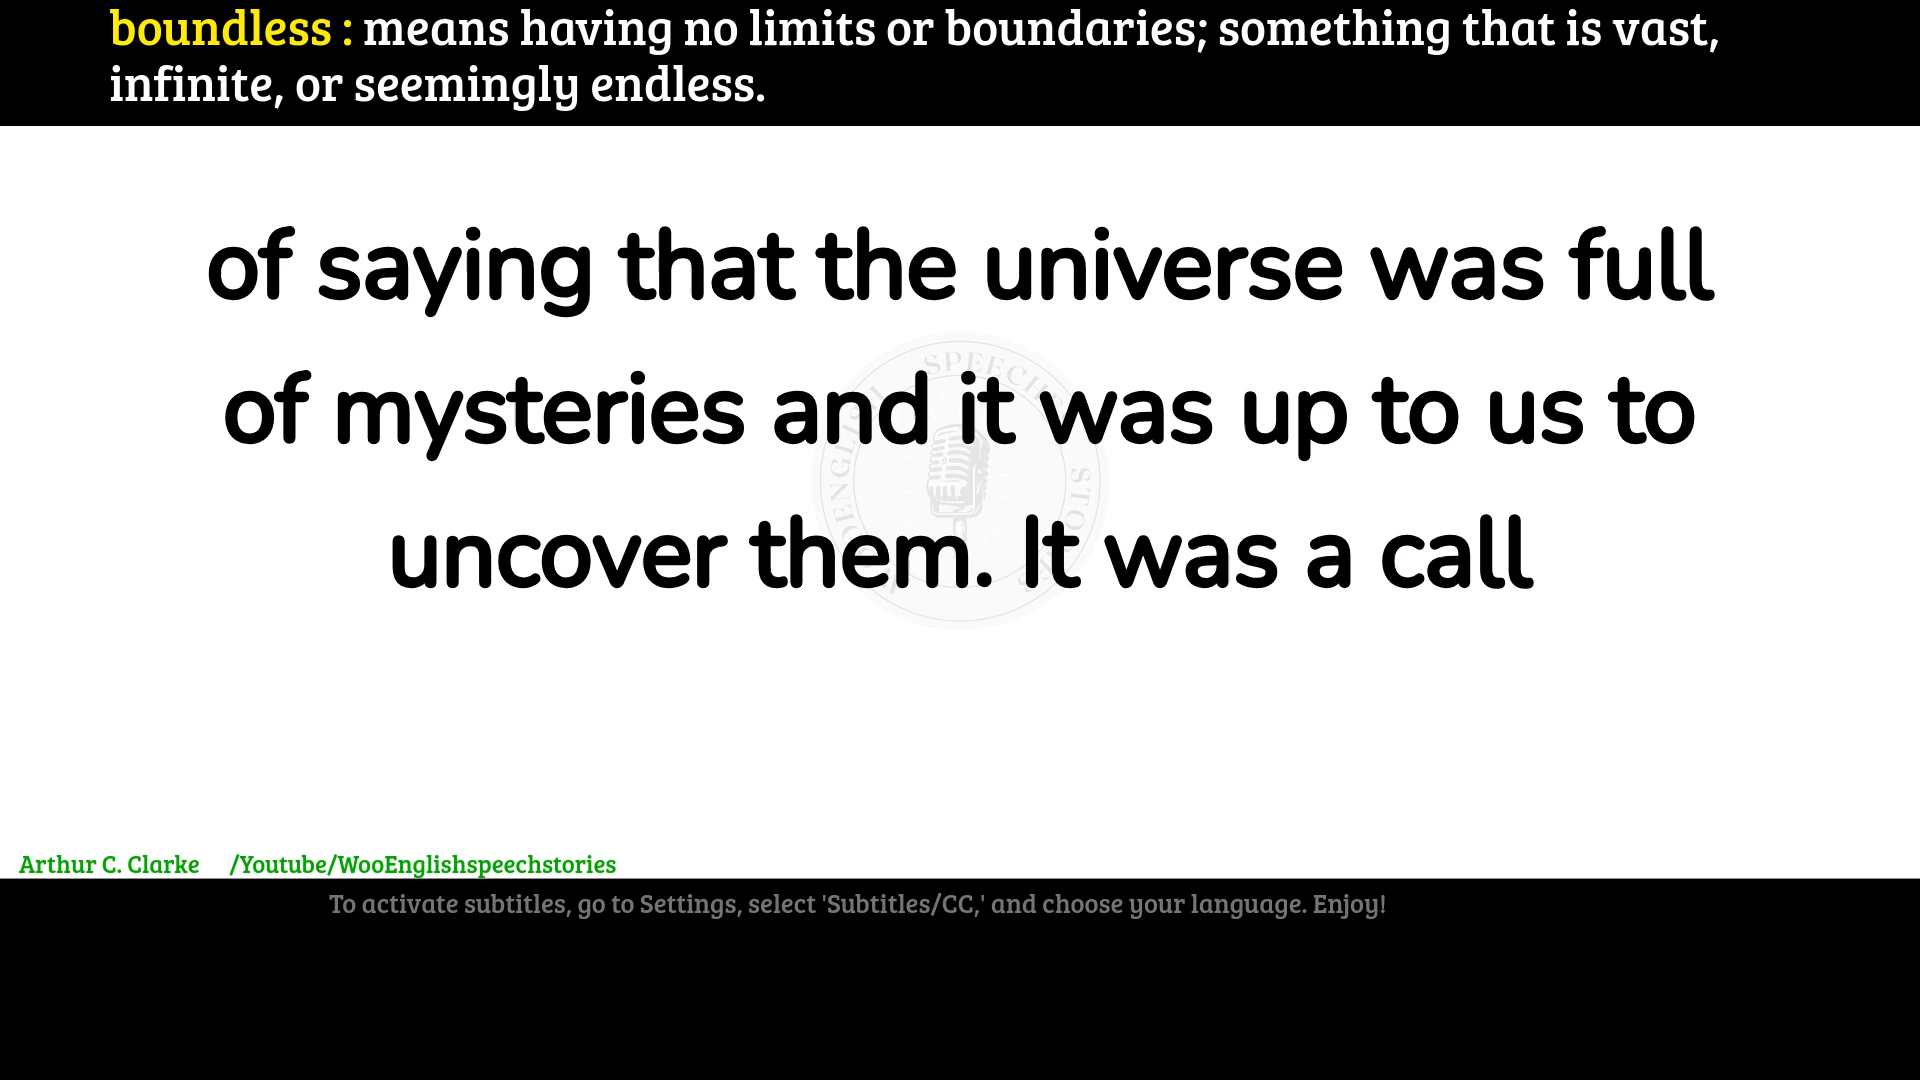 boundless : means having no limits or boundaries; something that is vast,
infinite, or seemingly endless.
of saying that the universe was full
of mysteries and it was up to us to
uncover them. It was a call
SPEECH
Arthur C. Clarke /Youtube/WooEnglishspeechstories
To activate subtitles, go to Settings, select 'Subtitles/CC,' and choose your language. Enjoy!